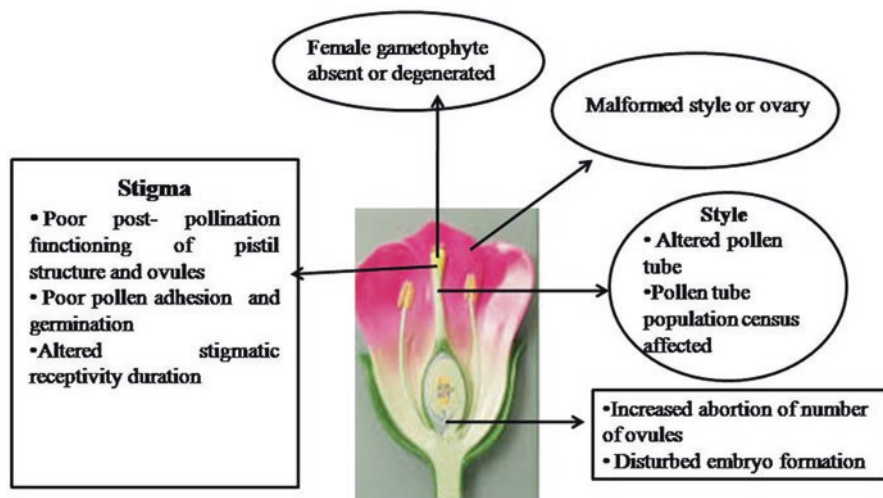 Female gametophyte
absent or degenerated
Malformed style or ovary
Stigma
• Poor post- pollination
functioning of pistil
structure and ovules
• Poor pollen adhesion and
germination
•Altered stigmatic
receptivity duration
Style
• Altered pollen
tube
•Pollen tube
population census
affected
•Increased abortion of number
of ovules
• Disturbed embryo formation